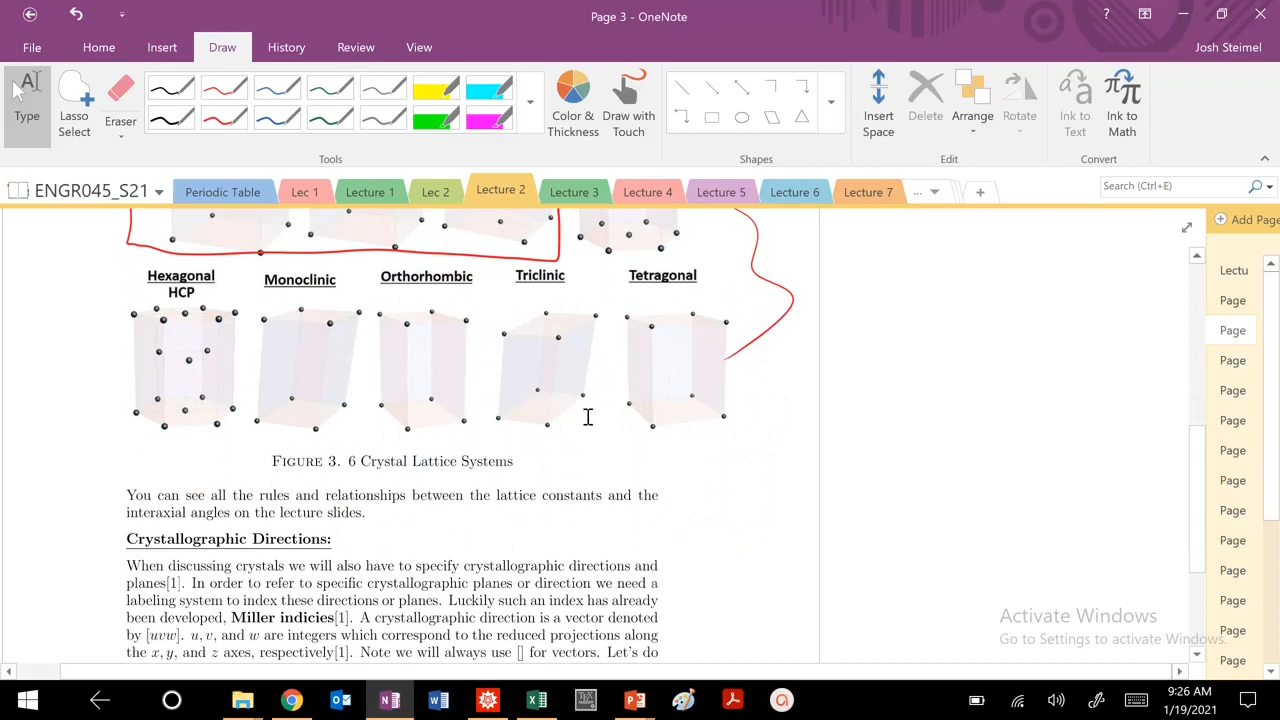 Page 3 - OneNote
?
File
Home
Insert
Draw
History
Review
View
Josh Steimel
Type
Lasso Select
Eraser
Color & Thickness
Draw with Touch
Insert Space
Delete
Arrange
Rotate
Ink to Text
Ink to Math
Tools
Shapes
Edit
Convert
ENGR045_S21
Periodic Table
Lec 1
Lecture 1
Lec 2
Lecture 2
Lecture 3
Lecture 4
Lecture 5
Lecture 6
Lecture 7
...
Search (Ctrl+E)
Add Page
Lectu
Page
Page
Page
Page
Page
Page
Page
Page
Page
Page
Page
Page
Page
Hexagonal HCP
Monoclinic
Orthorhombic
Triclinic
Tetragonal
FIGURE 3. 6 Crystal Lattice Systems
You can see all the rules and relationships between the lattice constants and the
interaxial angles on the lecture slides.
Crystallographic Directions:
When discussing crystals we will also have to specify crystallographic directions and
planes[1]. In order to refer to specific crystallographic planes or direction we need a
labeling system to index these directions or planes. Luckily such an index has already
been developed, Miller indicies[1]. A crystallographic direction is a vector denoted
by [uvw]. u, v, and w are integers which correspond to the reduced projections along
the x, y, and z axes, respectively[1]. Note we will always use [] for vectors. Let's do
Activate Windows
Go to Settings to activate Windows.
9:26 AM
1/19/2021